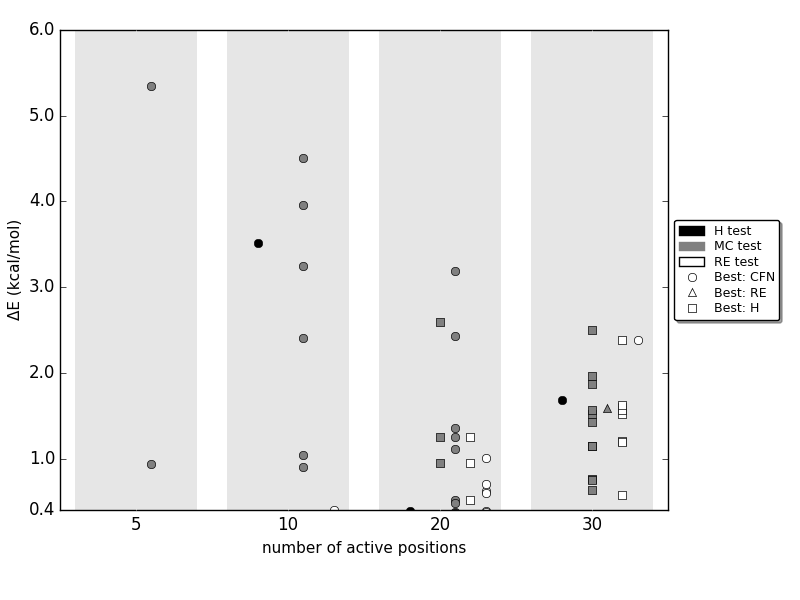 6.0
5.0
4.0
3.0
2.0
1.0
0.4
ΔE (kcal/mol)
5 10 20 30
number of active positions
H test
MC test
RE test
Best: CFN
Best: RE
Best: H